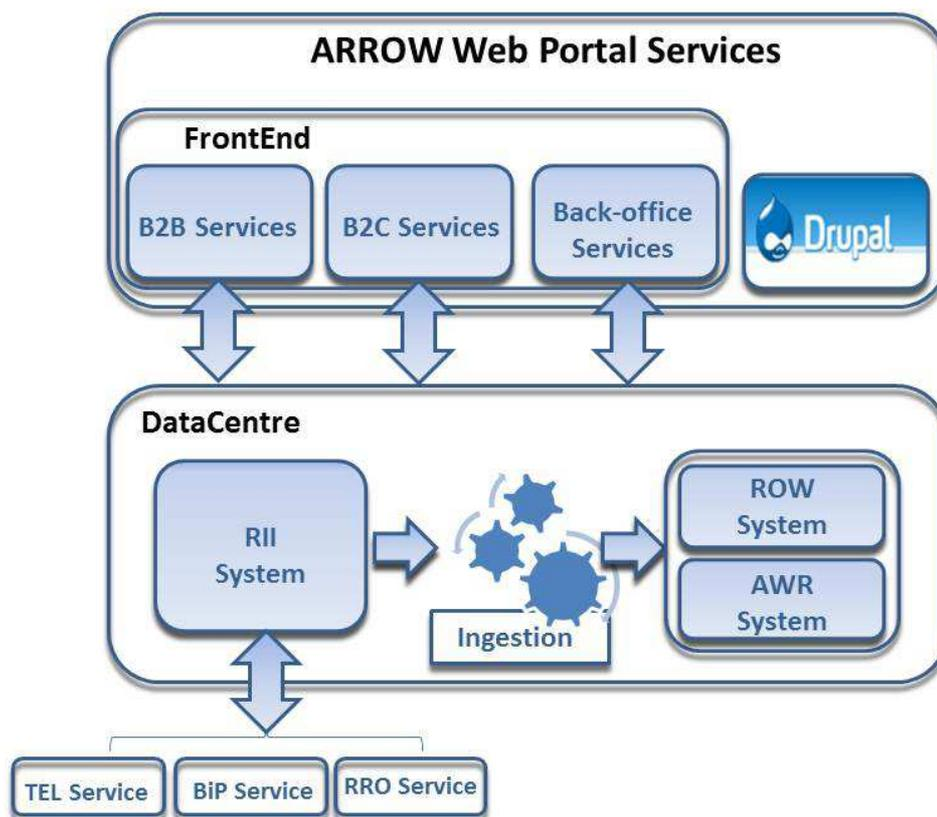 ARROW Web Portal Services
FrontEnd
B2B Services
B2C Services
Back-office
Services
Drupal
DataCentre
RII
System
Ingestion
ROW
System
AWR
System
TEL Service
BiP Service
RRO Service